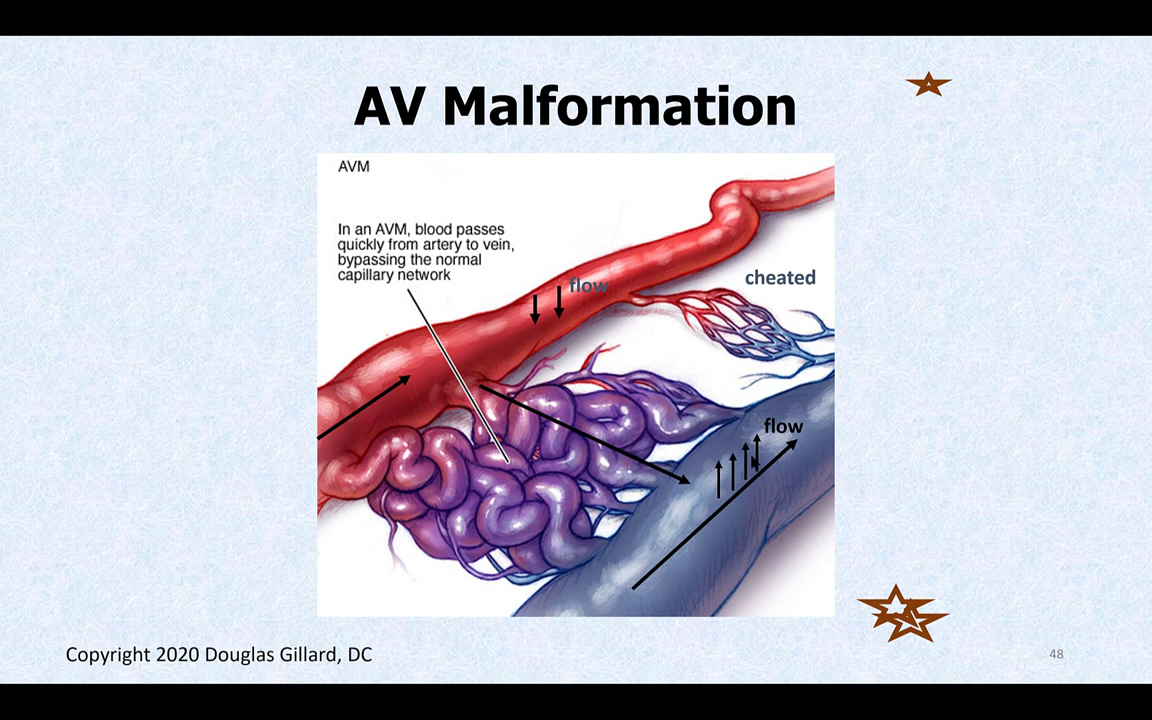 AV Malformation
AVM
In an AVM, blood passes
quickly from artery to vein,
bypassing the normal
capillary network
flow
cheated
flow
Copyright 2020 Douglas Gillard, DC
48